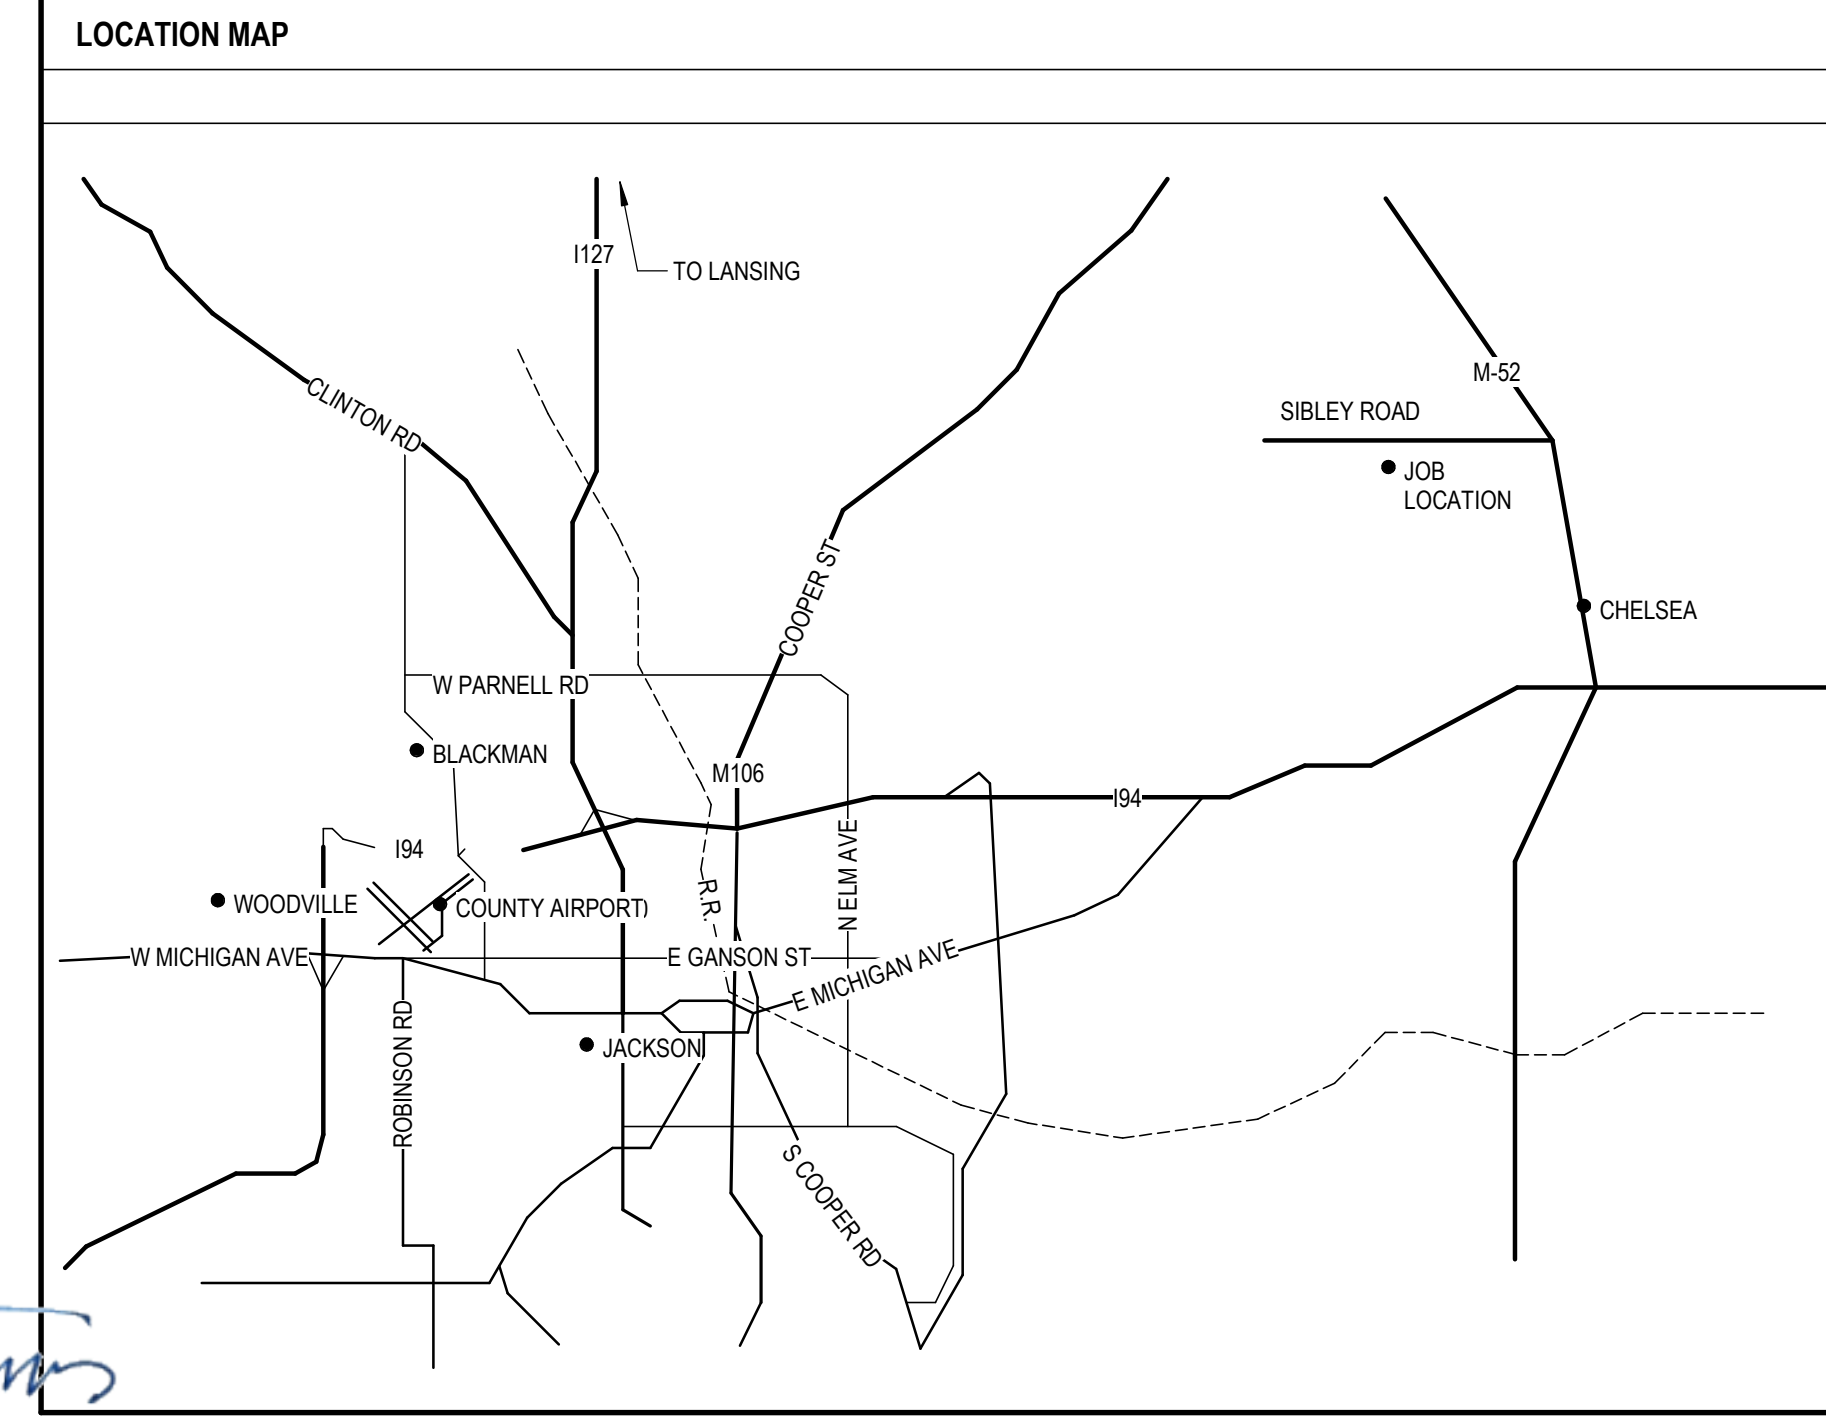 LOCATION MAP
I127
TO LANSING
CLINTON RD
M-52
SIBLEY ROAD
JOB
LOCATION
COOPER ST
CHELSEA
W PARNELL RD
BLACKMAN
M106
I94
I94
N ELM AVE
R.R.
WOODVILLE
COUNTY AIRPORT)
W MICHIGAN AVE
E GANSON ST
E MICHIGAN AVE
ROBINSON RD
JACKSON
S COOPER RD